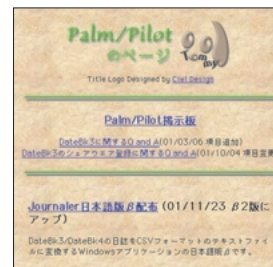 Palm/Pilot
のページ
Tommy
Title Logo Designed by Ciel Design
Palm/Pilot掲示板
DateBk3に関するQ and A(01/03/06 項目追加)
DateBk3のシェアウエア登録に関するQ and A(01/10/04 項目変更
Journaler日本語版β配布 (01/11/23 β2版に
アップ)
DateBk3/DateBk4の日誌をCSVフォーマットのテキストファイ
ルに変換するWindowsアプリケーションの日本語版βです。